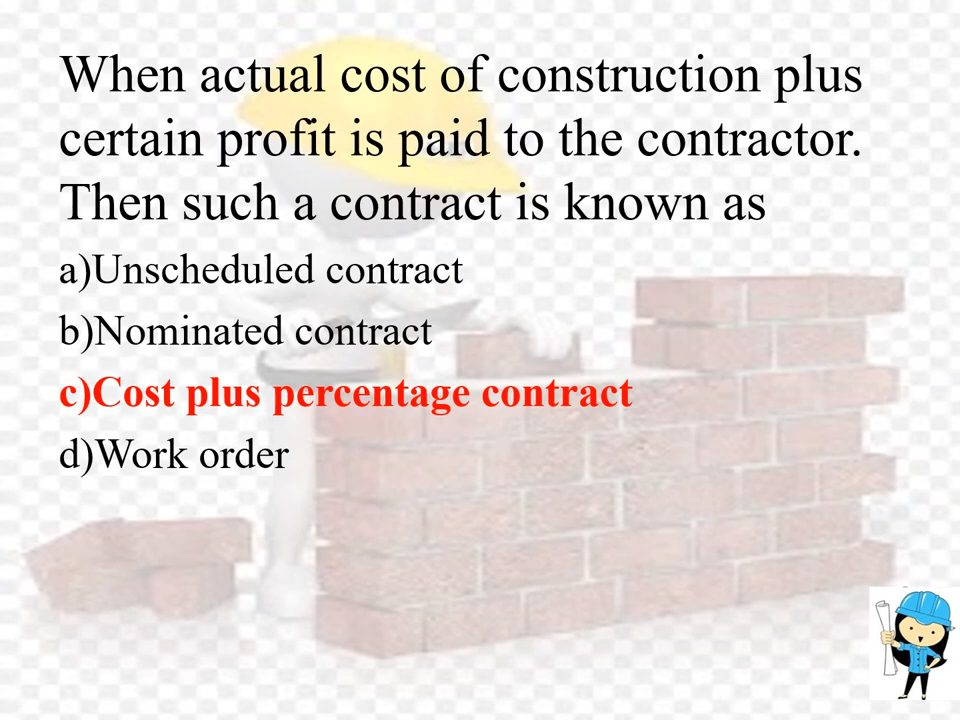 When actual cost of construction plus
certain profit is paid to the contractor.
Then such a contract is known as
a)Unscheduled contract
b)Nominated contract
c)Cost plus percentage contract
d)Work order